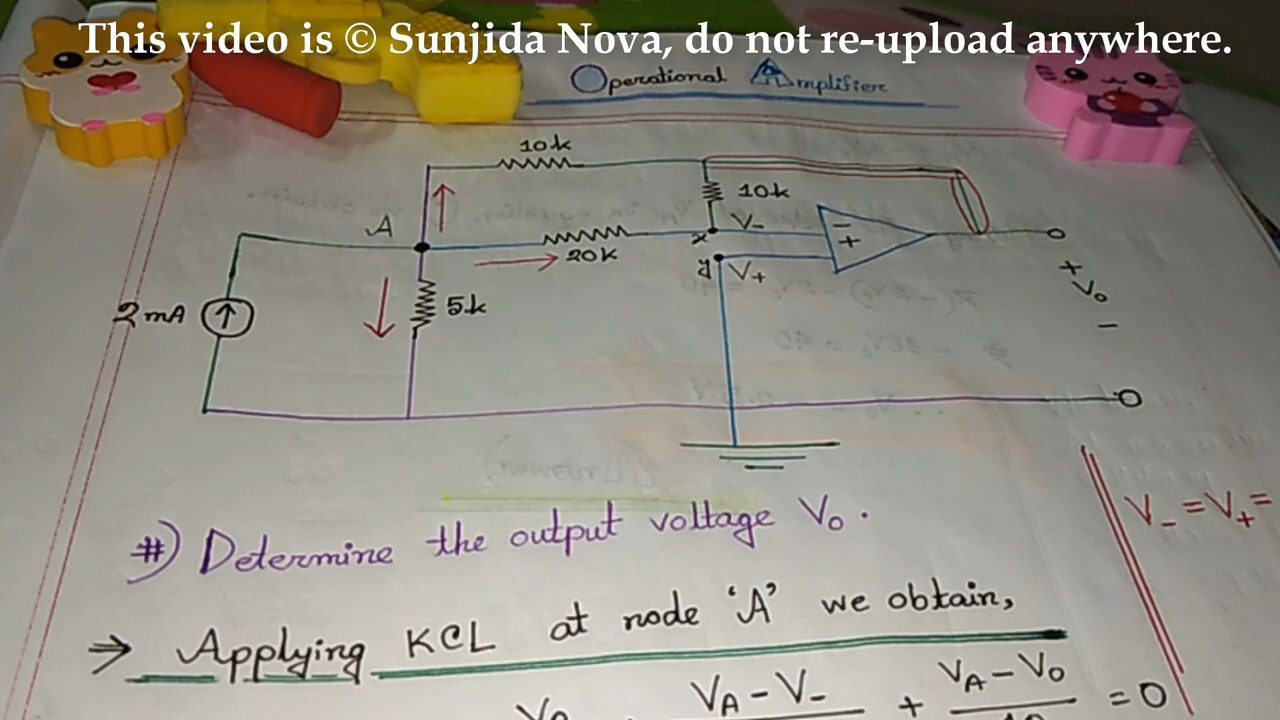 This video is © Sunjida Nova, do not re-upload anywhere.
Operational Amplifier
10k
10k
A
V-
x
20k
y
V+
-
+
2mA
5k
+
Vo
-
V- = V+ =
#) Determine the output voltage Vo.
⇒ Applying KCL at node 'A' we obtain,
VA - V-
+
VA - Vo
= 0